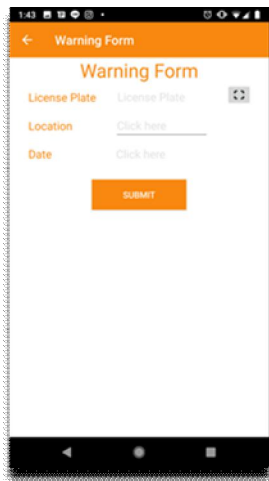 1:43
Warning Form
Warning Form
License Plate License Plate
Location Click here
Date Click here
SUBMIT